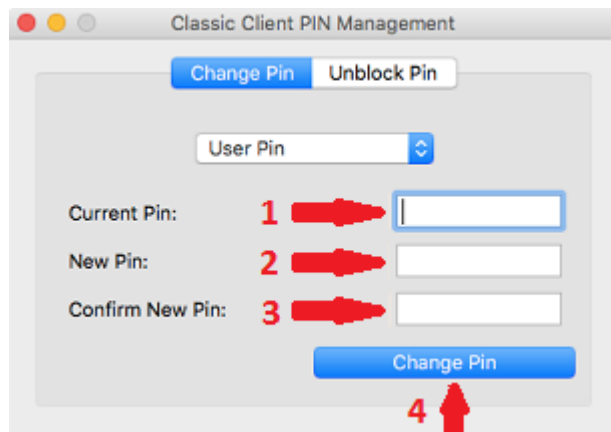 Classic Client PIN Management
Change Pin Unblock Pin
User Pin
Current Pin: 1
New Pin: 2
Confirm New Pin: 3
Change Pin
4